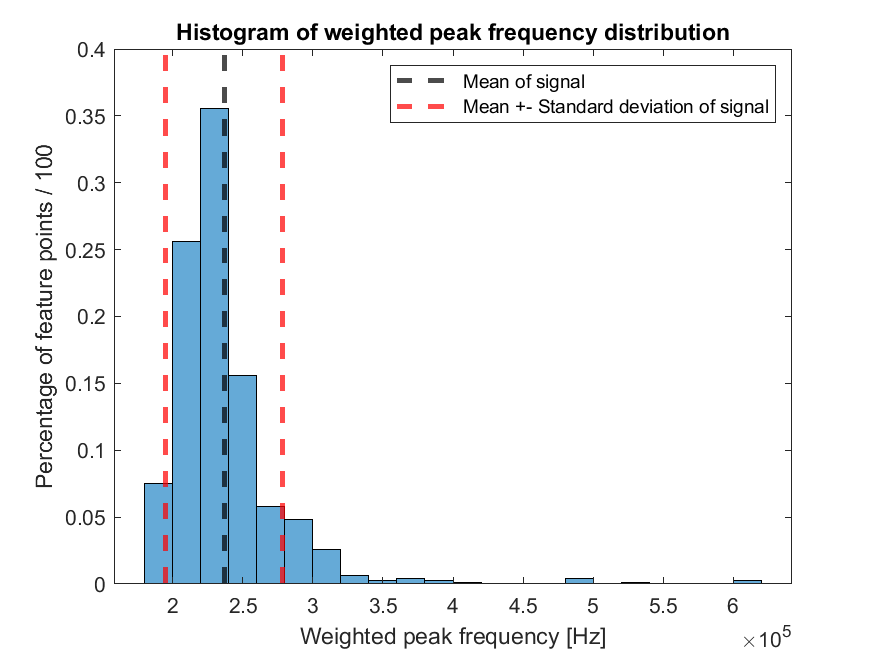 Histogram of weighted peak frequency distribution
0.4
0.35
0.3
0.25
0.2
0.15
0.1
0.05
0
Percentage of feature points / 100
Mean of signal
Mean +- Standard deviation of signal
2 2.5 3 3.5 4 4.5 5 5.5 6
Weighted peak frequency [Hz]
×10⁵